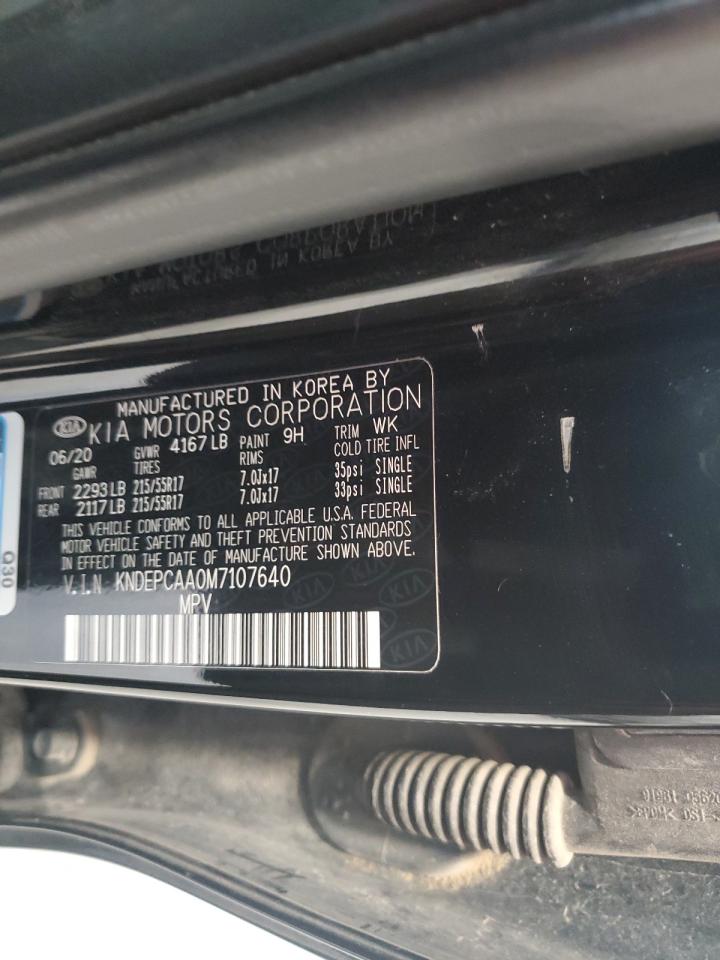 MANUFACTURED IN KOREA BY
KIA KIA MOTORS CORPORATION
06/20 GVWR 4167 LB PAINT 9H TRIM WK
GAWR TIRES RIMS COLD TIRE INFL
FRONT 2293 LB 215/55R17 7.0Jx17 35psi SINGLE
REAR 2117 LB 215/55R17 7.0Jx17 33psi SINGLE
THIS VEHICLE CONFORMS TO ALL APPLICABLE U.S.A. FEDERAL
MOTOR VEHICLE SAFETY AND THEFT PREVENTION STANDARDS
IN EFFECT ON THE DATE OF MANUFACTURE SHOWN ABOVE.
V.I.N KNDEPCAA0M7107640
MPV
Q30
KIA